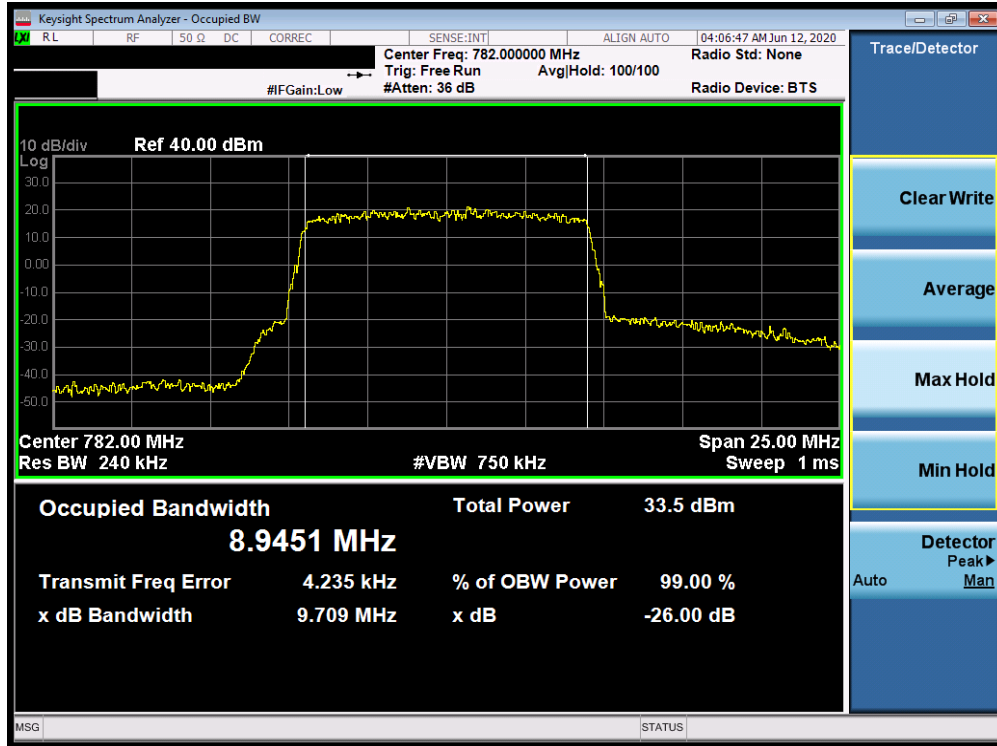 Keysight Spectrum Analyzer - Occupied BW
LXI RL RF 50 Ω DC CORREC SENSE:INT ALIGN AUTO 04:06:47 AM Jun 12, 2020
Center Freq: 782.000000 MHz Radio Std: None
Trig: Free Run Avg|Hold: 100/100
#IFGain:Low #Atten: 36 dB Radio Device: BTS
10 dB/div Ref 40.00 dBm
Log
30.0
20.0
10.0
0.00
-10.0
-20.0
-30.0
-40.0
-50.0
Center 782.00 MHz Span 25.00 MHz
Res BW 240 kHz #VBW 750 kHz Sweep 1 ms
Occupied Bandwidth Total Power 33.5 dBm
8.9451 MHz
Transmit Freq Error 4.235 kHz % of OBW Power 99.00 %
x dB Bandwidth 9.709 MHz x dB -26.00 dB
MSG STATUS
Trace/Detector
Clear Write
Average
Max Hold
Min Hold
Detector
Peak▶
Auto Man